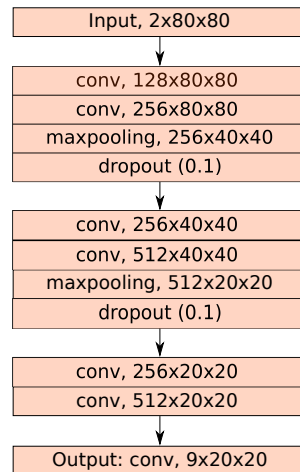 Input, 2x80x80
conv, 128x80x80
conv, 256x80x80
maxpooling, 256x40x40
dropout (0.1)
conv, 256x40x40
conv, 512x40x40
maxpooling, 512x20x20
dropout (0.1)
conv, 256x20x20
conv, 512x20x20
Output: conv, 9x20x20